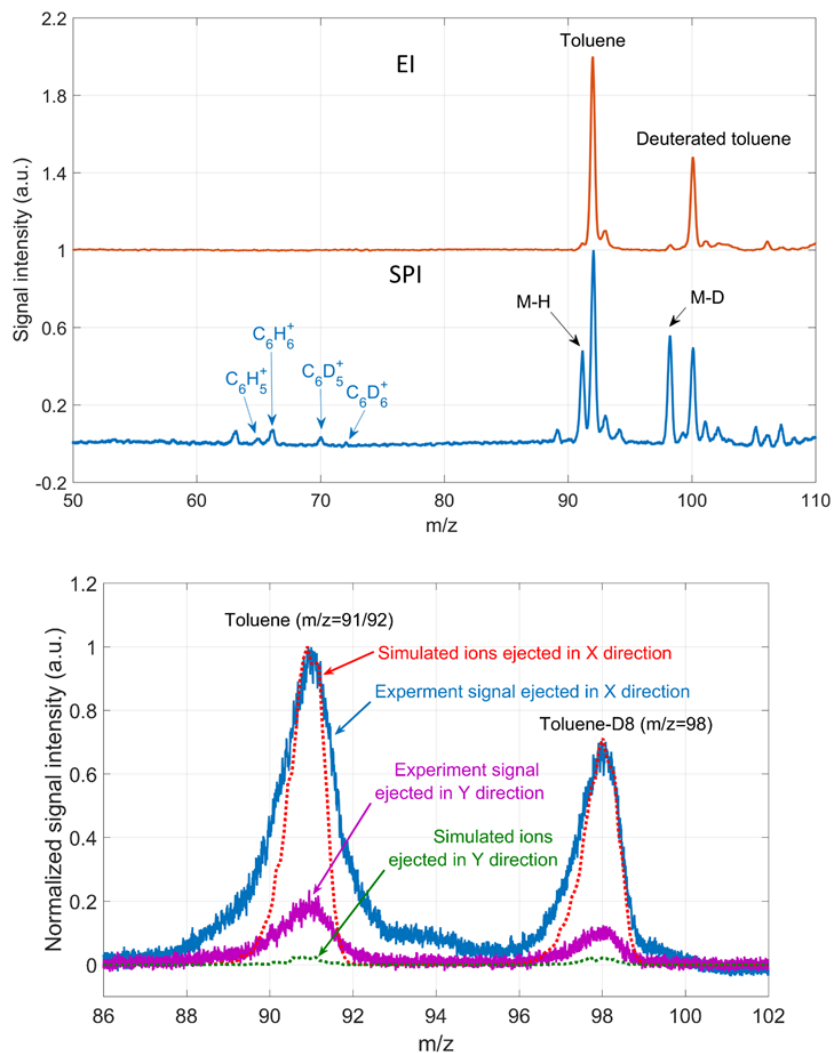 2.2
1.8
1.4
1
0.6
0.2
-0.2
Signal intensity (a.u.)
EI
Toluene
Deuterated toluene
SPI
M-H
M-D
C₆H₅⁺
C₆H₆⁺
C₆D₅⁺
C₆D₆⁺
50 60 70 80 90 100 110
m/z
1.2
1
0.8
0.6
0.4
0.2
0
Normalized signal intensity (a.u.)
Toluene (m/z=91/92)
Simulated ions ejected in X direction
Experiment signal ejected in X direction
Toluene-D8 (m/z=98)
Experiment signal
ejected in Y direction
Simulated ions
ejected in Y direction
86 88 90 92 94 96 98 100 102
m/z